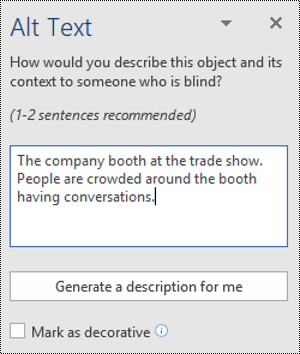 Alt Text
How would you describe this object and its
context to someone who is blind?
(1-2 sentences recommended)
The company booth at the trade show.
People are crowded around the booth
having conversations.
Generate a description for me
Mark as decorative